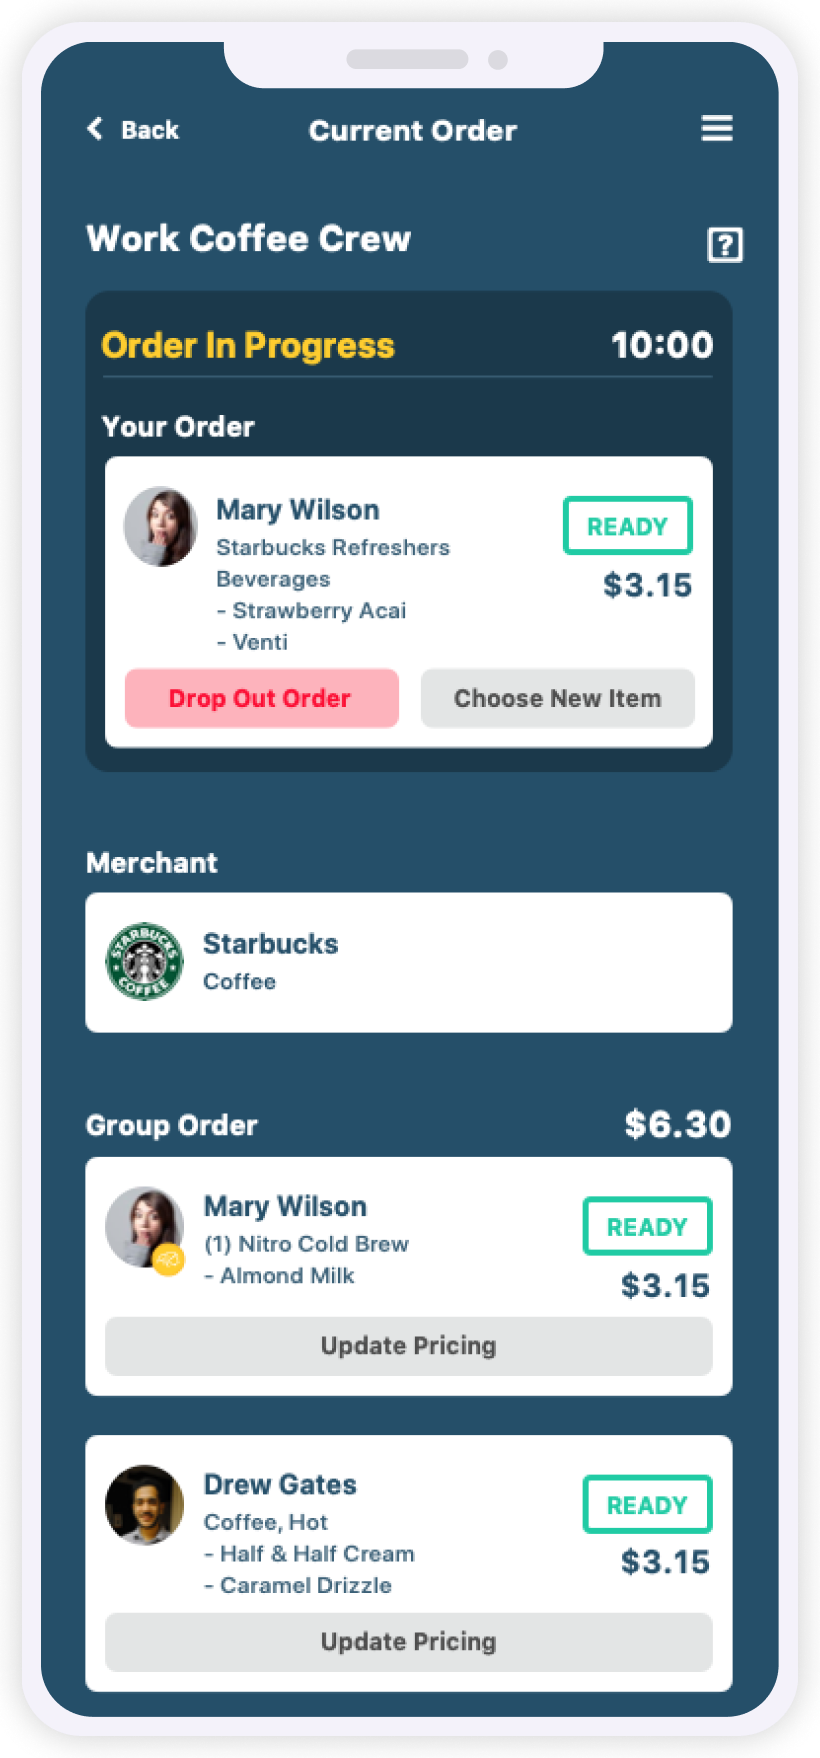 Back
Current Order
Work Coffee Crew
?
Order In Progress
10:00
Your Order
Mary Wilson
READY
Starbucks Refreshers
Beverages
$3.15
- Strawberry Acai
- Venti
Drop Out Order
Choose New Item
Merchant
STARBUCKS
COFFEE
Starbucks
Coffee
Group Order
$6.30
Mary Wilson
READY
(1) Nitro Cold Brew
- Almond Milk
$3.15
Update Pricing
Drew Gates
READY
Coffee, Hot
- Half & Half Cream
$3.15
- Caramel Drizzle
Update Pricing